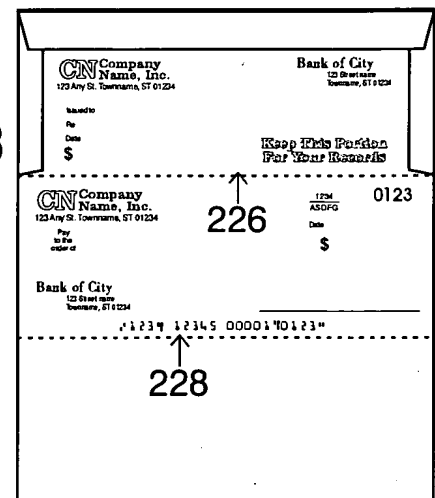 CN Company Name, Inc.
123 Any St. Townname, ST 01234
Bank of City
123 Street name
Townname, ST 01234
Issued to
Re
Date
$
Keep This Portion
For Your Records
226
CN Company Name, Inc.
123 Any St. Townname, ST 01234
1234
ASDFG
0123
Pay
to the
order of
Date
$
Bank of City
123 Street name
Townname, ST 01234
12345 00001 0123
228